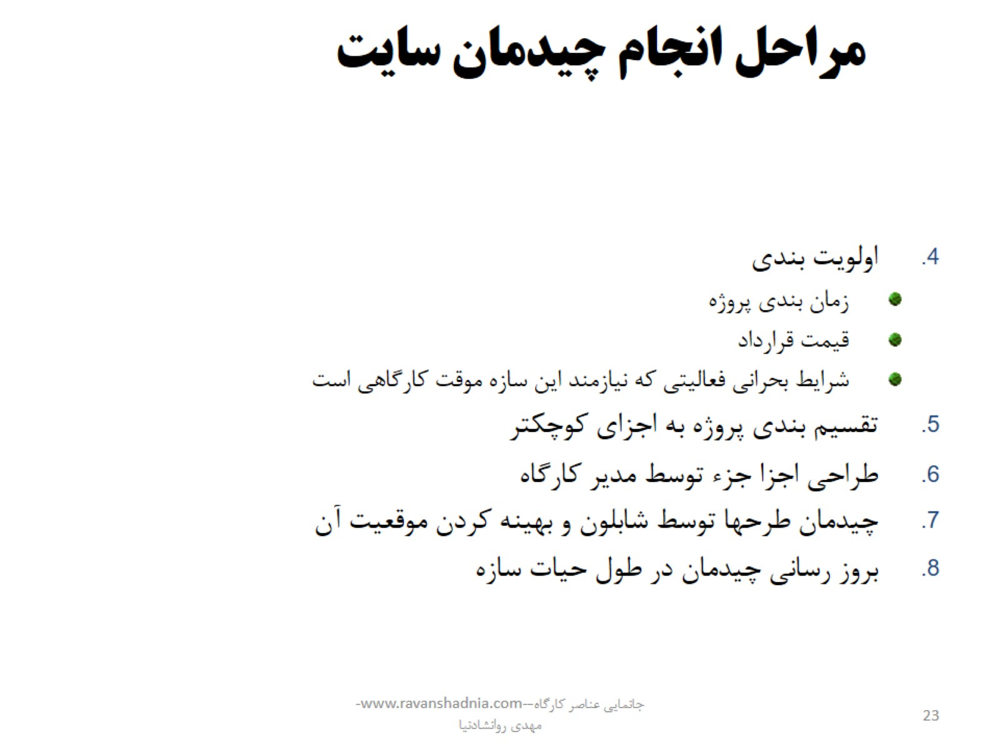 مراحل انجام چیدمان سایت
4. اولویت بندی
زمان بندی پروژه
قیمت قرارداد
شرایط بحرانی فعالیتی که نیازمند این سازه موقت کارگاهی است
5. تقسیم بندی پروژه به اجزای کوچکتر
6. طراحی اجزا جزء توسط مدیر کارگاه
7. چیدمان طرحها توسط شابلون و بهینه کردن موقعیت آن
8. بروز رسانی چیدمان در طول حیات سازه
جانمایی عناصر کارگاه--www.ravanshadnia.com-
مهدی روانشادنیا
23